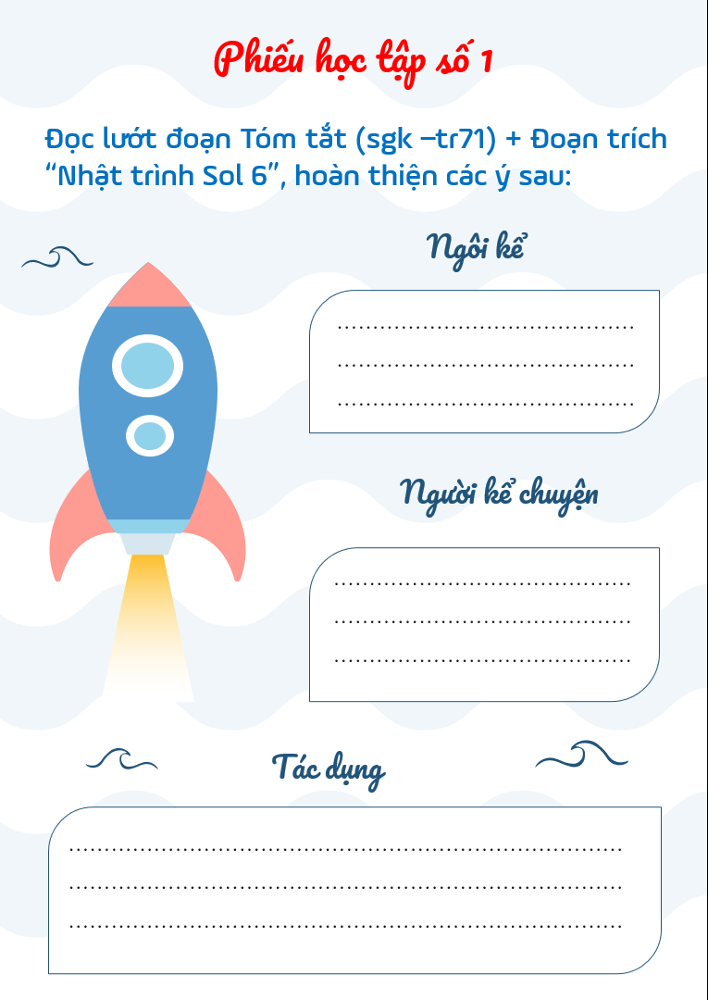 Phiếu học tập số 1
Đọc lướt đoạn Tóm tắt (sgk –tr71) + Đoạn trích
“Nhật trình Sol 6”, hoàn thiện các ý sau:
Ngôi kể
........................................
........................................
........................................
Người kể chuyện
........................................
........................................
........................................
Tác dụng
........................................................................
........................................................................
........................................................................